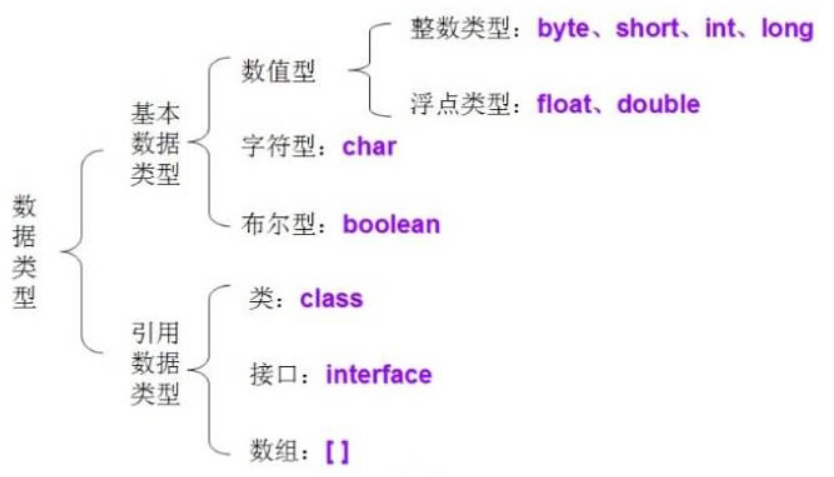 数据类型
基本数据类型
数值型
整数类型：byte、short、int、long
浮点类型：float、double
字符型：char
布尔型：boolean
引用数据类型
类：class
接口：interface
数组：[ ]